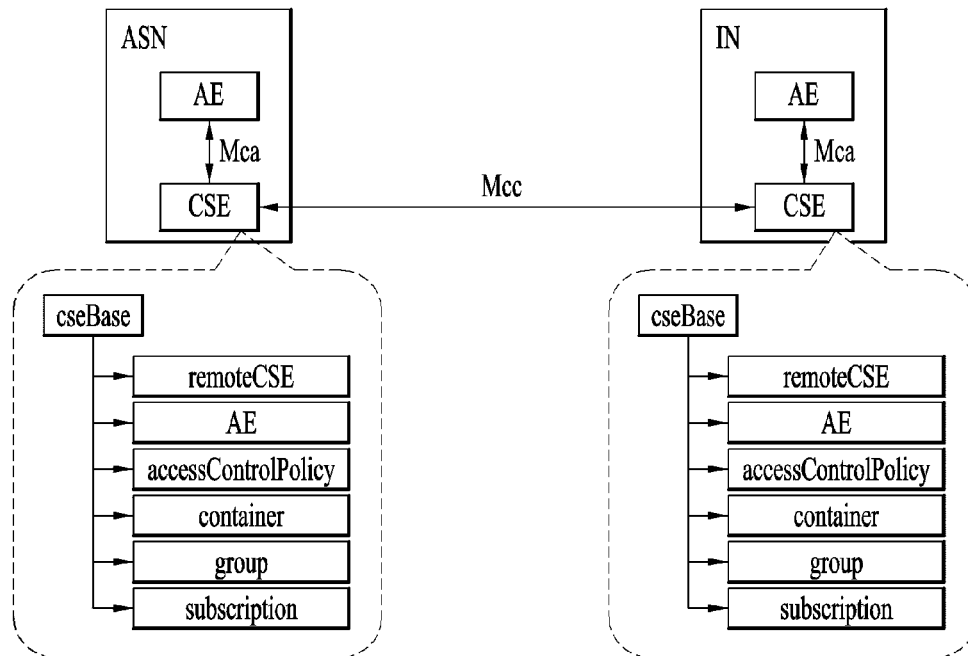 ASN
AE
Mca
CSE
IN
AE
Mca
CSE
Mcc
cseBase
remoteCSE
AE
accessControlPolicy
container
group
subscription
cseBase
remoteCSE
AE
accessControlPolicy
container
group
subscription